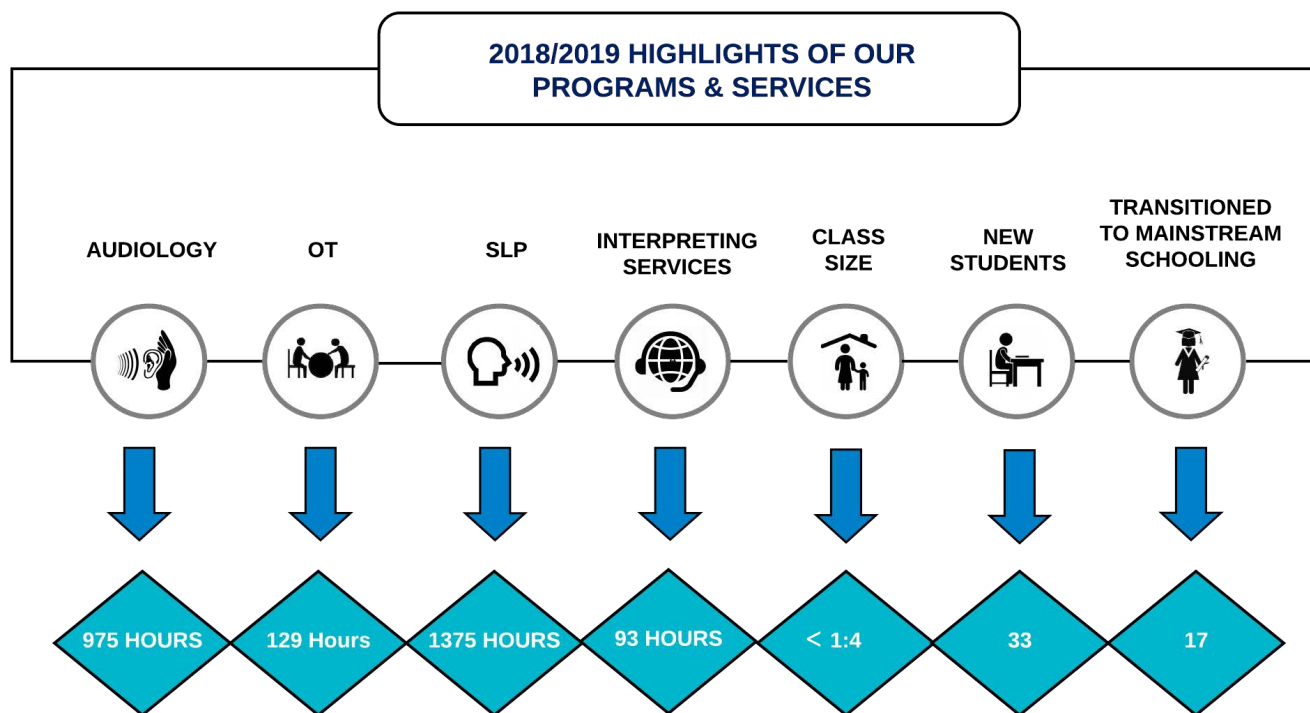 2018/2019 HIGHLIGHTS OF OUR
PROGRAMS & SERVICES
AUDIOLOGY
OT
SLP
INTERPRETING
SERVICES
CLASS
SIZE
NEW
STUDENTS
TRANSITIONED
TO MAINSTREAM
SCHOOLING
975 HOURS
129 Hours
1375 HOURS
93 HOURS
< 1:4
33
17